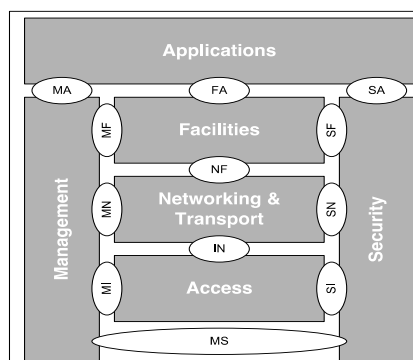 Applications
MA
FA
SA
MF
Facilities
SF
NF
Management
MN
Networking &
Transport
SN
Security
IN
MI
Access
SI
MS